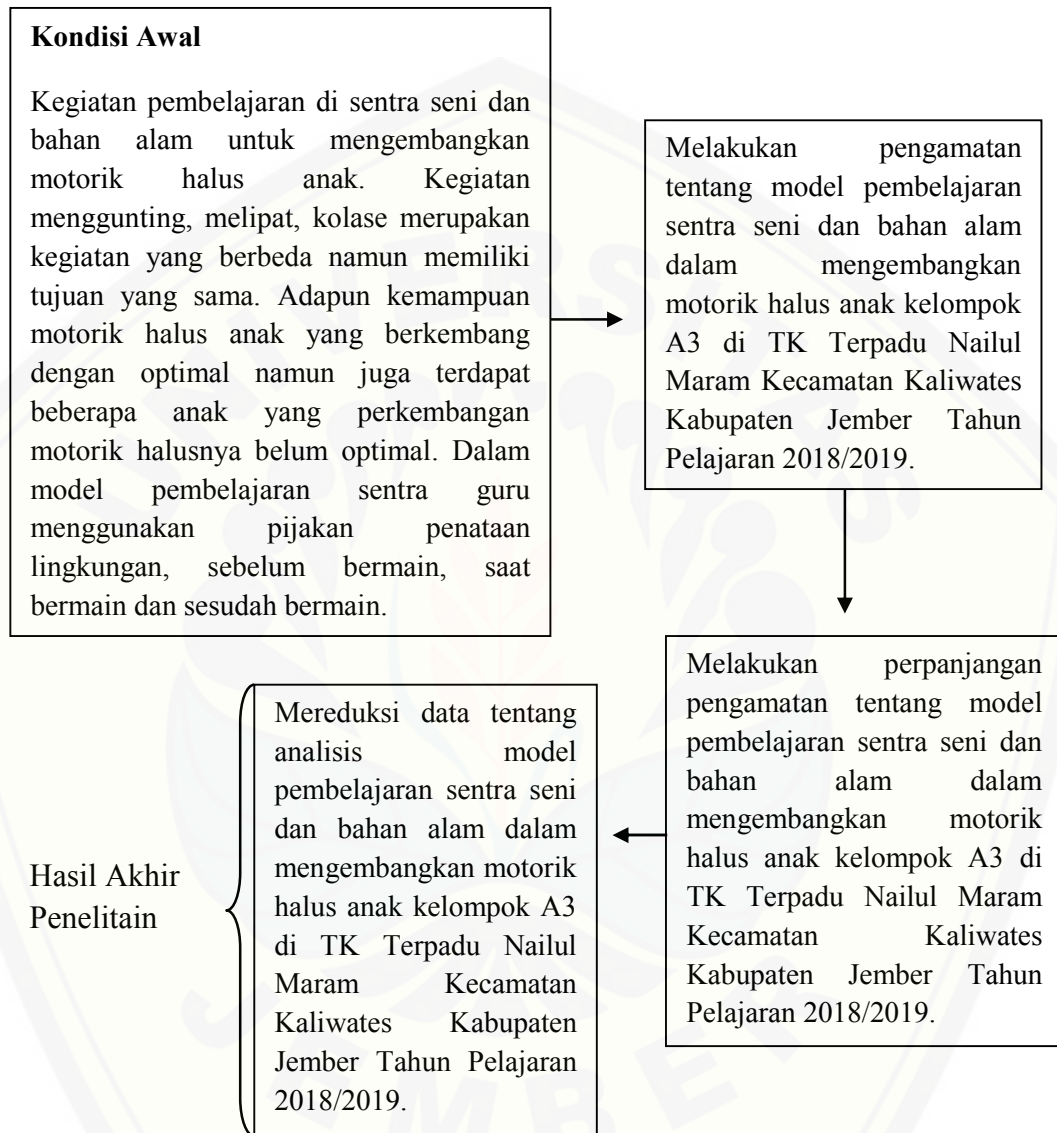 Kondisi Awal
Kegiatan pembelajaran di sentra seni dan
bahan alam untuk mengembangkan
motorik halus anak. Kegiatan
menggunting, melipat, kolase merupakan
kegiatan yang berbeda namun memiliki
tujuan yang sama. Adapun kemampuan
motorik halus anak yang berkembang
dengan optimal namun juga terdapat
beberapa anak yang perkembangan
motorik halusnya belum optimal. Dalam
model pembelajaran sentra guru
menggunakan pijakan penataan
lingkungan, sebelum bermain, saat
bermain dan sesudah bermain.
Melakukan pengamatan
tentang model pembelajaran
sentra seni dan bahan alam
dalam mengembangkan
motorik halus anak kelompok
A3 di TK Terpadu Nailul
Maram Kecamatan Kaliwates
Kabupaten Jember Tahun
Pelajaran 2018/2019.
Melakukan perpanjangan
pengamatan tentang model
pembelajaran sentra seni dan
bahan alam dalam
mengembangkan motorik
halus anak kelompok A3 di
TK Terpadu Nailul Maram
Kecamatan Kaliwates
Kabupaten Jember Tahun
Pelajaran 2018/2019.
Mereduksi data tentang
analisis model
pembelajaran sentra seni
dan bahan alam dalam
mengembangkan motorik
halus anak kelompok A3
di TK Terpadu Nailul
Maram Kecamatan
Kaliwates Kabupaten
Jember Tahun Pelajaran
2018/2019.
Hasil Akhir
Penelitain
UNIVERSITAS
JEMBER